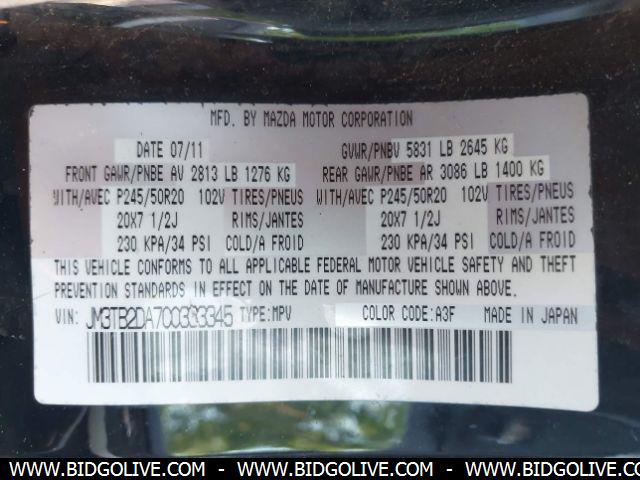 MFD. BY MAZDA MOTOR CORPORATION
DATE 07/11 GVWR/PNBV 5831 LB 2645 KG
FRONT GAWR/PNBE AV 2813 LB 1276 KG REAR GAWR/PNBE AR 3086 LB 1400 KG
WITH/AVEC P245/50R20 102V TIRES/PNEUS WITH/AVEC P245/50R20 102V TIRES/PNEUS
20X7 1/2J RIMS/JANTES 20X7 1/2J RIMS/JANTES
230 KPA/34 PSI COLD/A FROID 230 KPA/34 PSI COLD/A FROID
THIS VEHICLE CONFORMS TO ALL APPLICABLE FEDERAL MOTOR VEHICLE SAFETY AND THEFT
PREVENTION STANDARDS IN EFFECT ON THE DATE OF MANUFACTURE SHOWN ABOVE.
VIN: JM3TB2DA7C0333345 TYPE:MPV COLOR CODE:A3F MADE IN JAPAN
WWW.BIDGOLIVE.COM - WWW.BIDGOLIVE.COM - WWW.BIDGOLIVE.COM